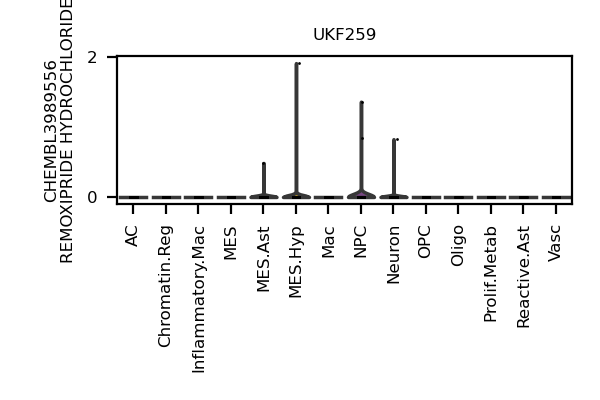 UKF259
CHEMBL3989556
REMOXIPRIDE HYDROCHLORIDE
2
0
AC
Chromatin.Reg
Inflammatory.Mac
MES
MES.Ast
MES.Hyp
Mac
NPC
Neuron
OPC
Oligo
Prolif.Metab
Reactive.Ast
Vasc